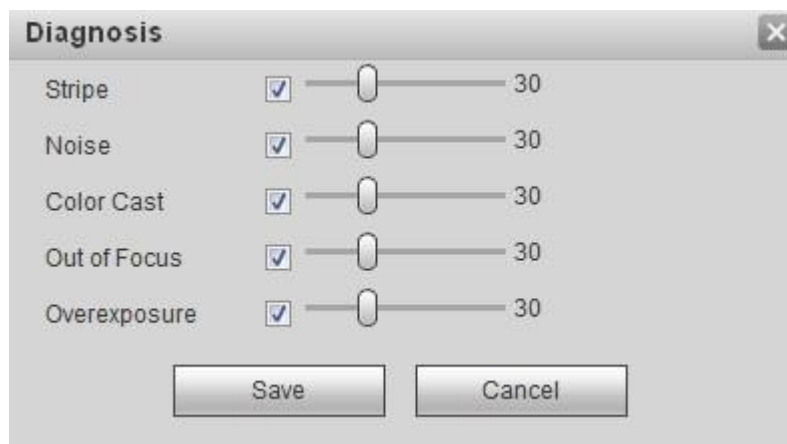 Diagnosis
Stripe 30
Noise 30
Color Cast 30
Out of Focus 30
Overexposure 30
Save Cancel